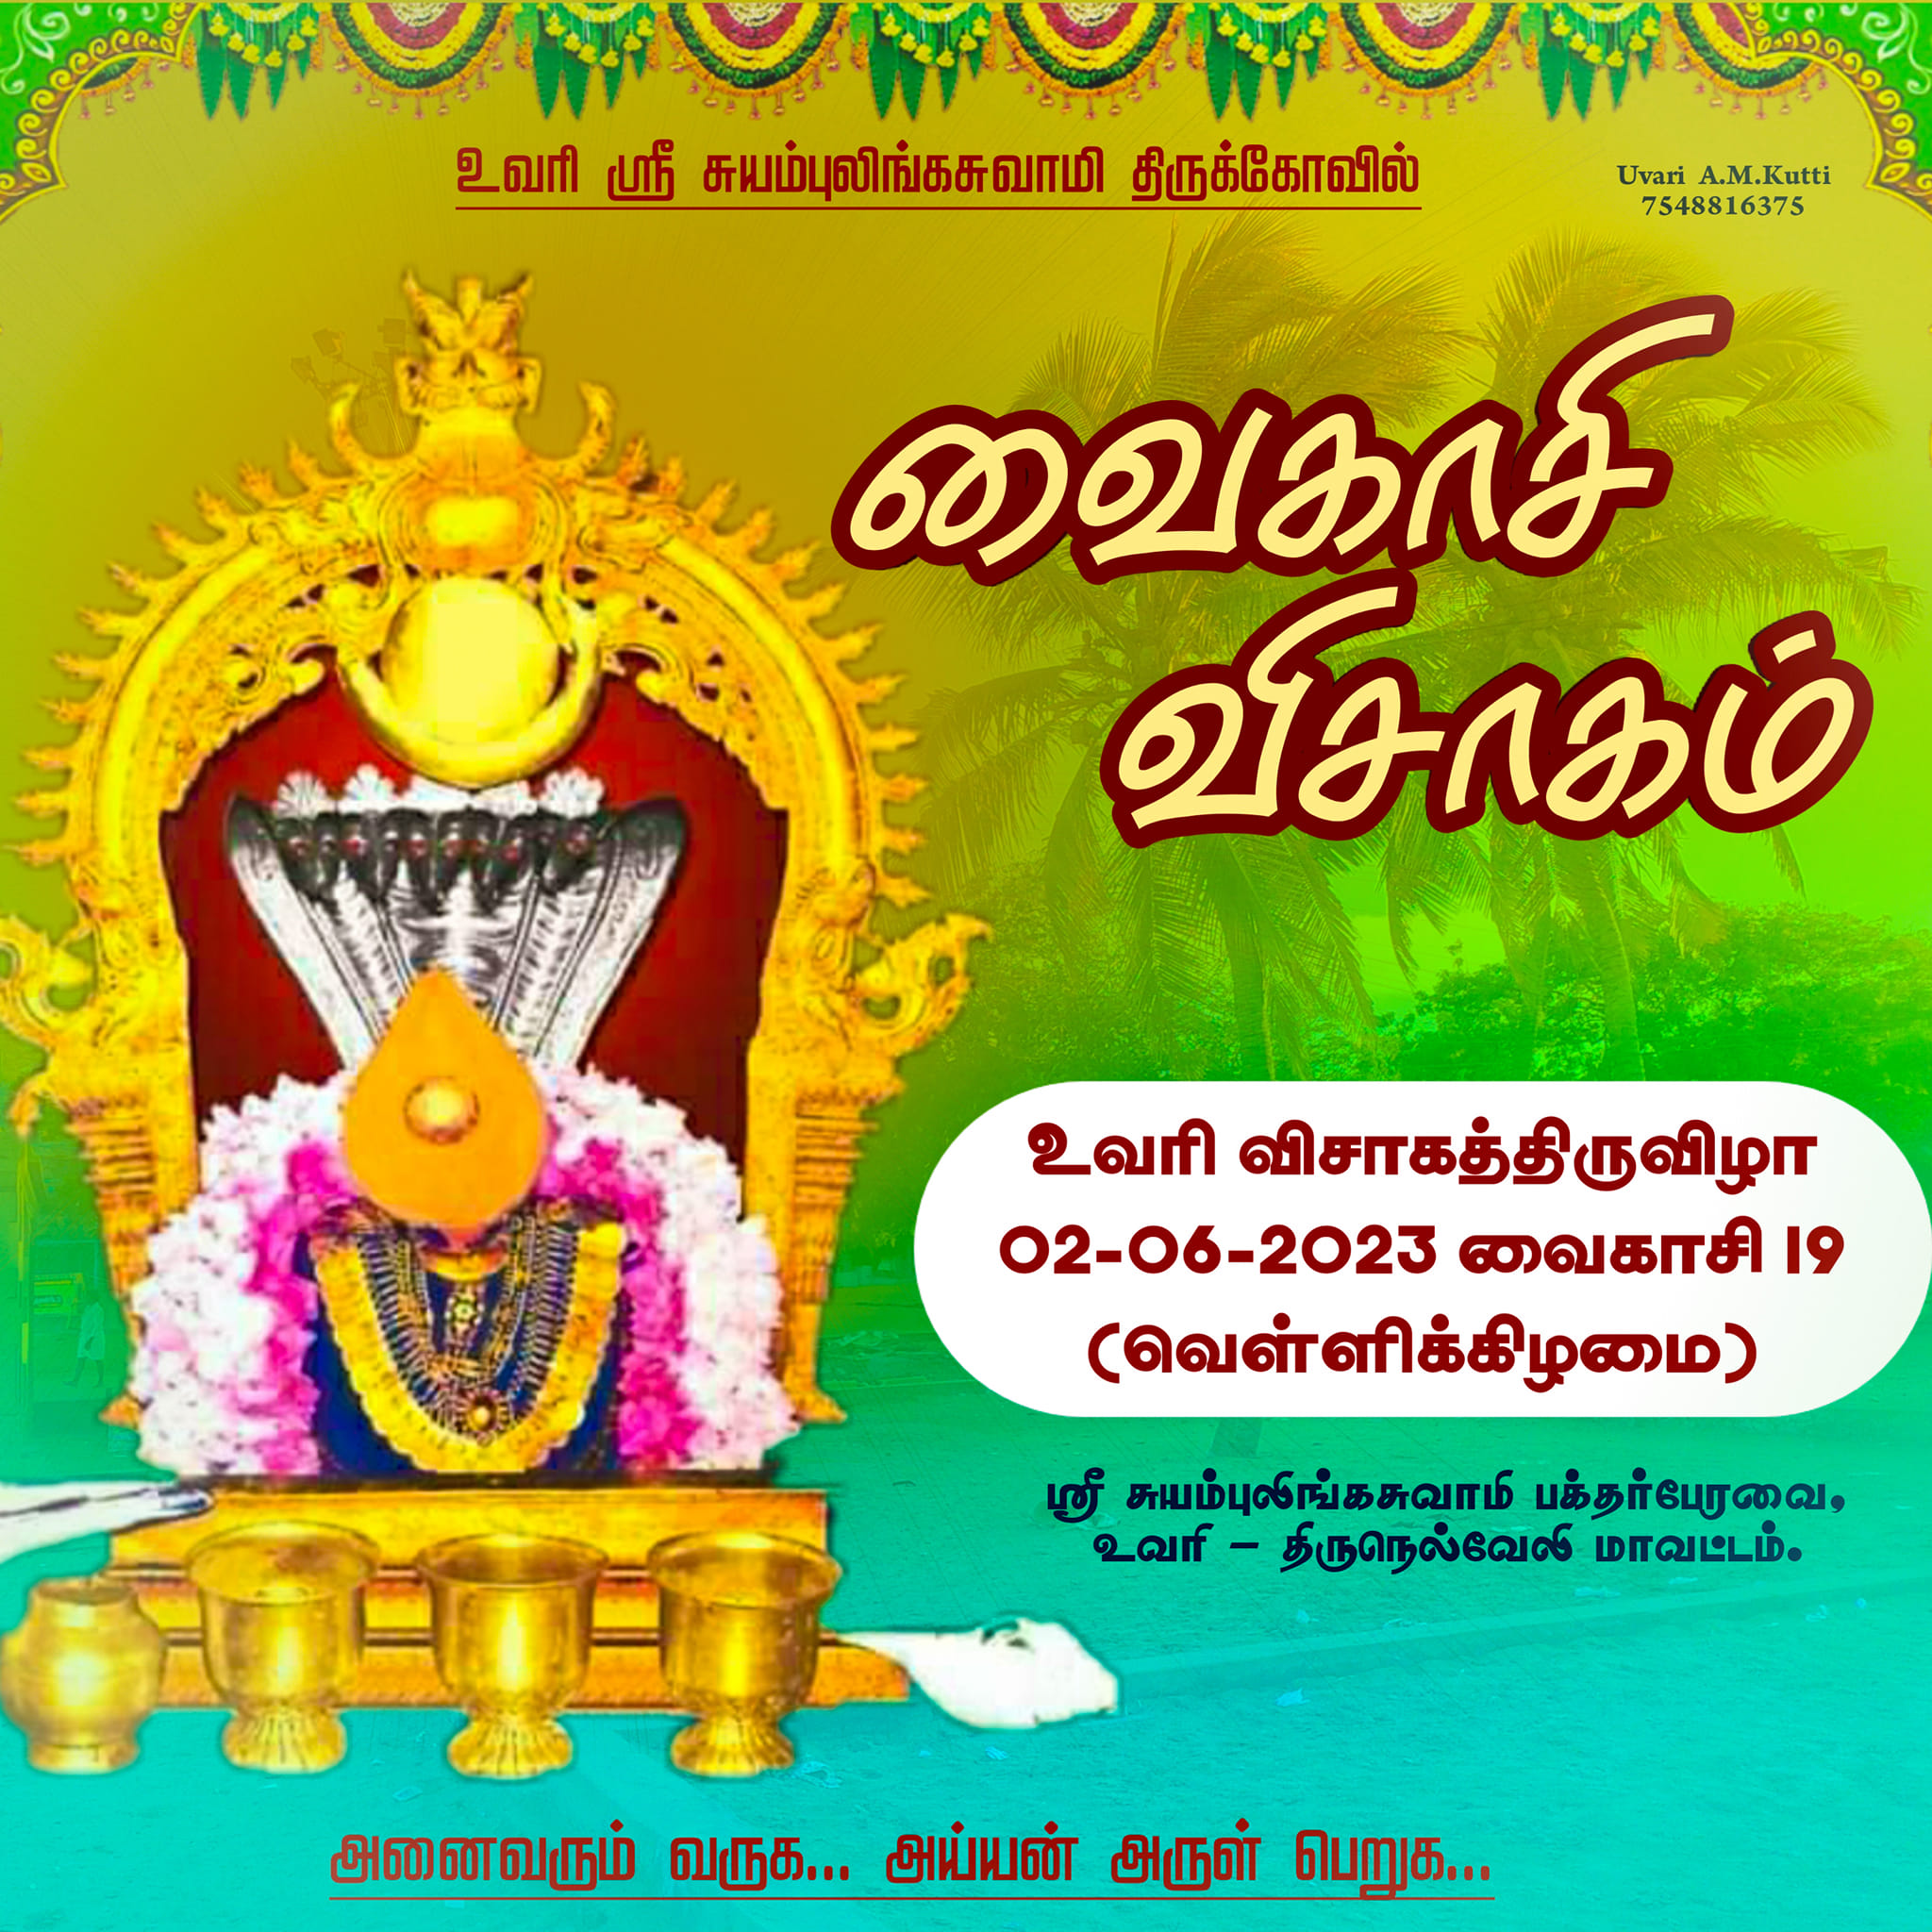 உவரி ஸ்ரீ சுயம்புலிங்கசுவாமி திருக்கோவில்
Uvari A.M.Kutti
7548816375
வைகாசி
விசாகம்
உவரி விசாகத்திருவிழா
02-06-2023 வைகாசி 19
(வெள்ளிக்கிழமை)
ஸ்ரீ சுயம்புலிங்கசுவாமி பக்தர்பேரவை,
உவரி – திருநெல்வேலி மாவட்டம்.
அனைவரும் வருக... அய்யன் அருள் பெறுக...